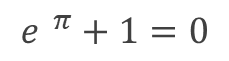 e ^π + 1 = 0